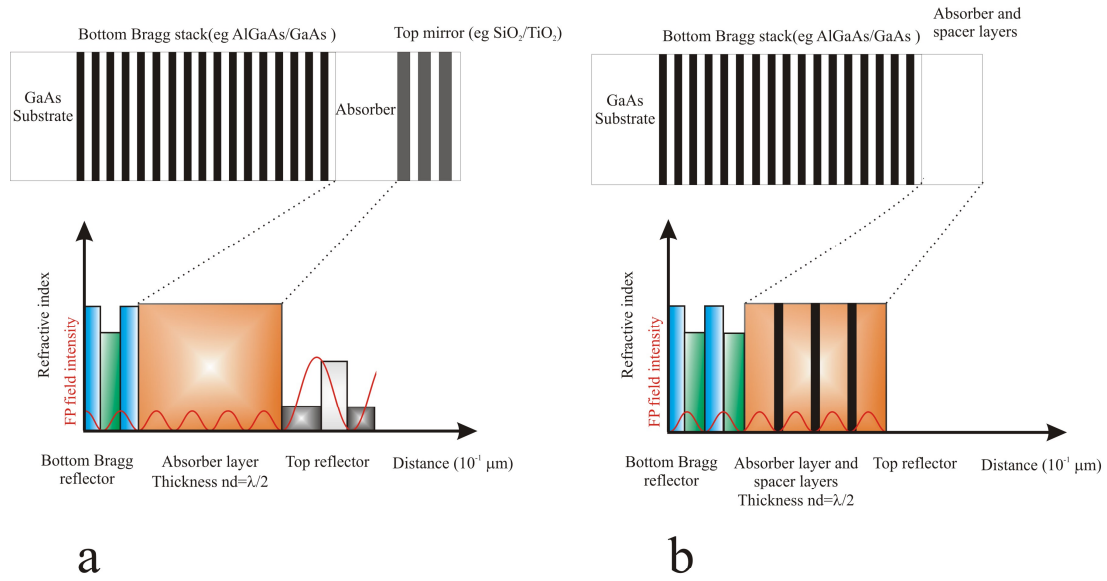 Bottom Bragg stack(eg AlGaAs/GaAs )
Top mirror (eg SiO₂/TiO₂)
GaAs
Substrate
Absorber
Refractive index
FP field intensity
Bottom Bragg
reflector
Absorber layer
Thickness nd=λ/2
Top reflector
Distance (10⁻¹ μm)
a
Absorber and
spacer layers
Bottom Bragg stack(eg AlGaAs/GaAs )
GaAs
Substrate
Refractive index
FP field intensity
Bottom Bragg
reflector
Absorber layer and
spacer layers
Thickness nd=λ/2
Top reflector
Distance (10⁻¹ μm)
b